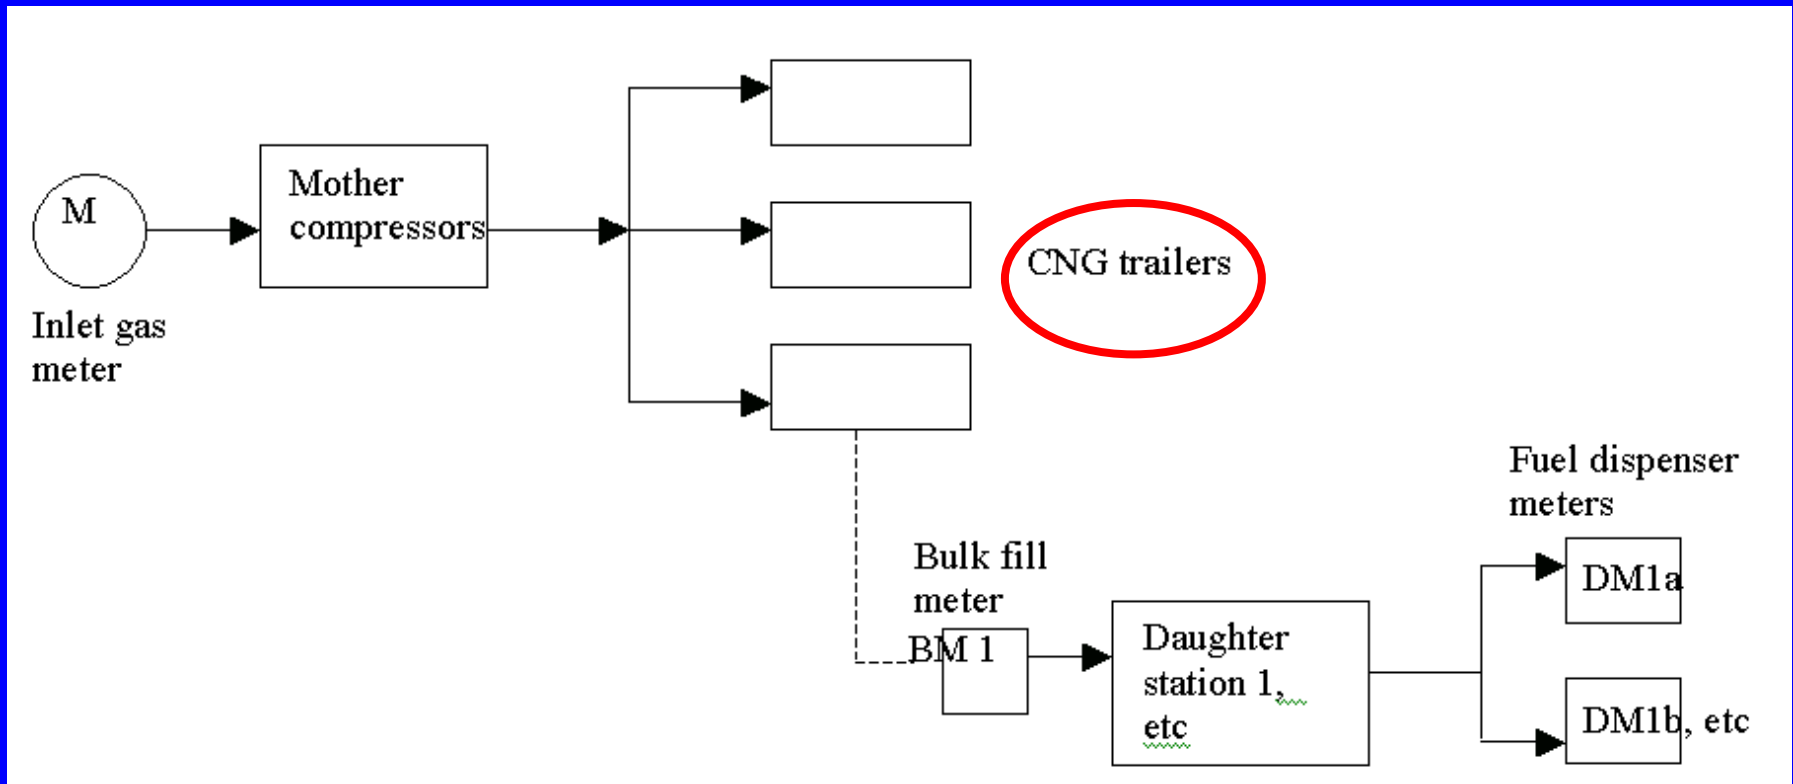 M
Inlet gas
meter
Mother
compressors
CNG trailers
Bulk fill
meter
BM 1
Daughter
station 1,
etc
Fuel dispenser
meters
DM1a
DM1b, etc